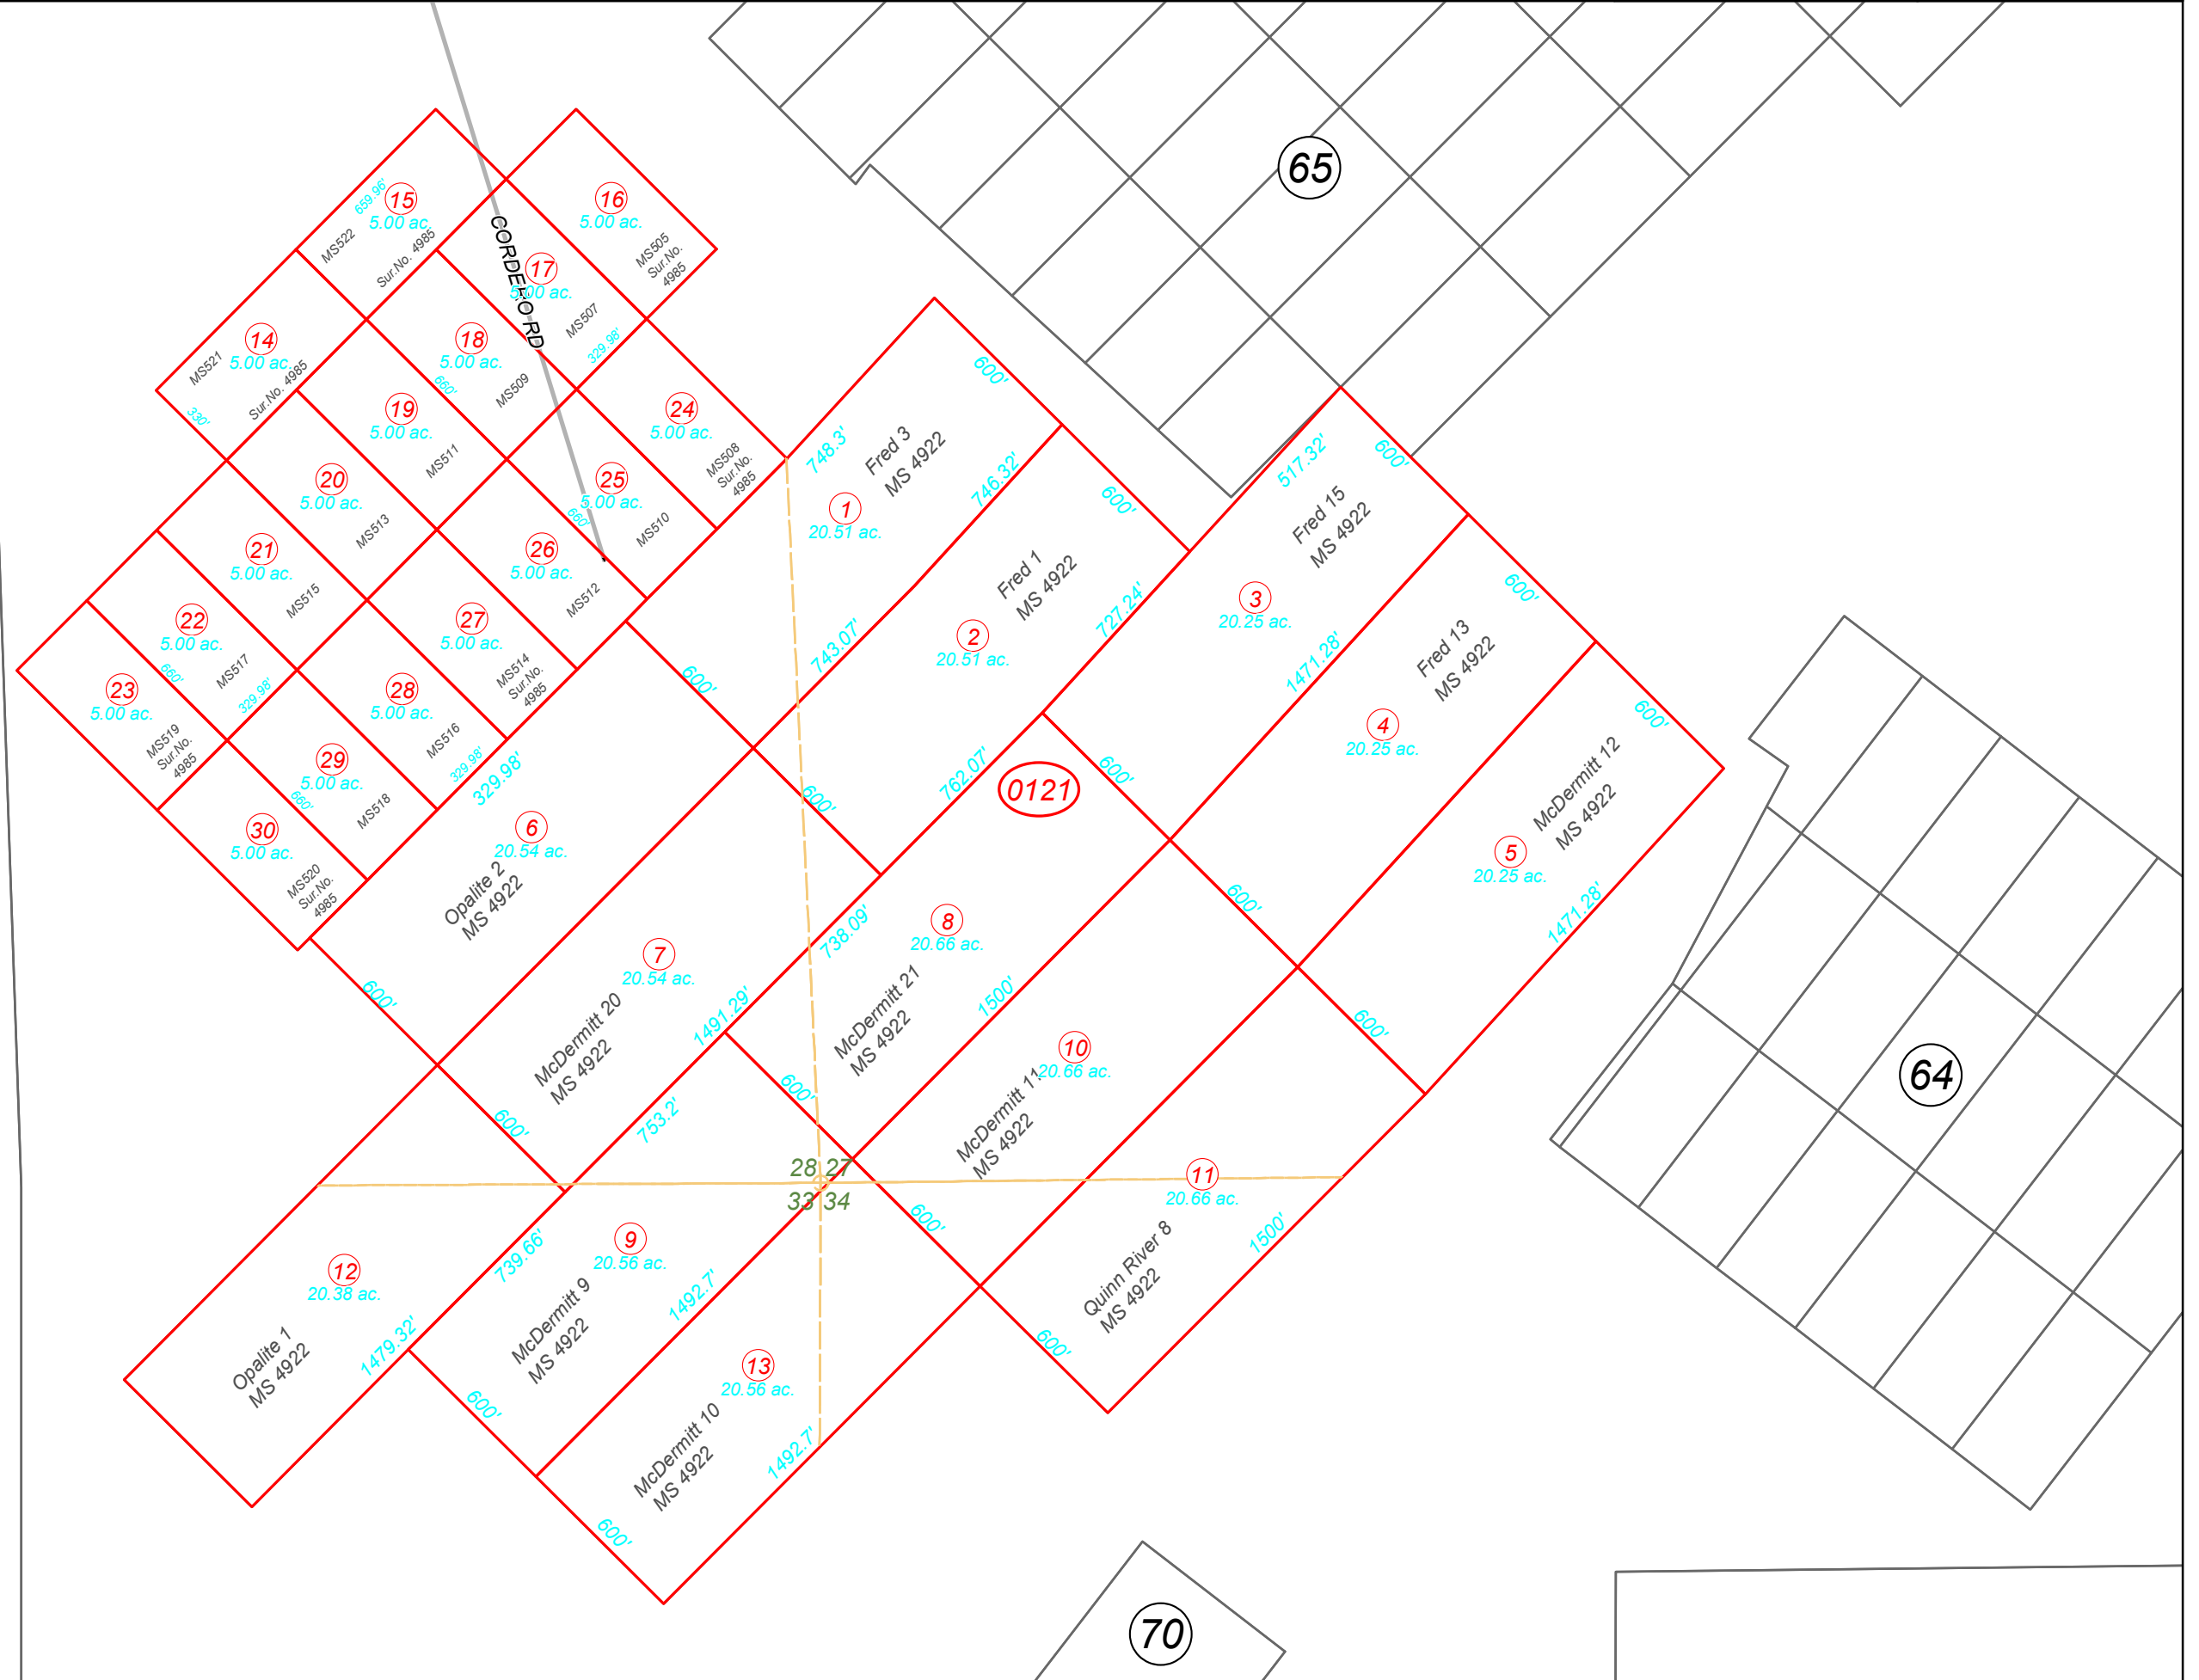 65
15
5.00 ac.
659.96'
MS522
Sur.No. 4985
16
5.00 ac.
MS505
Sur.No.
4985
CORDERO RD
17
5.00 ac.
MS507
329.98'
14
5.00 ac.
MS521
Sur.No. 4985
330'
18
5.00 ac.
660'
MS509
19
5.00 ac.
MS511
24
5.00 ac.
MS508
Sur.No.
4985
20
5.00 ac.
MS513
25
5.00 ac.
660'
MS510
21
5.00 ac.
MS515
26
5.00 ac.
MS512
22
5.00 ac.
660'
MS517
329.98'
27
5.00 ac.
MS514
Sur.No.
4985
23
5.00 ac.
MS519
Sur.No.
4985
28
5.00 ac.
MS516
329.98'
329.98'
29
5.00 ac.
660'
MS518
30
5.00 ac.
MS520
Sur.No.
4985
600'
748.3'
Fred 3
MS 4922
1
20.51 ac.
746.32'
743.07'
600'
Fred 1
MS 4922
2
20.51 ac.
727.24'
762.07'
600'
517.32'
600'
Fred 15
MS 4922
3
20.25 ac.
1471.28'
600'
Fred 13
MS 4922
4
20.25 ac.
600'
McDermitt 12
MS 4922
5
20.25 ac.
1471.28'
0121
600'
6
20.54 ac.
Opalite 2
MS 4922
600'
7
20.54 ac.
McDermitt 20
MS 4922
1491.29'
600'
600'
738.09'
8
20.66 ac.
McDermitt 21
MS 4922
1500'
600'
753.2'
600'
10
20.66 ac.
McDermitt 11
MS 4922
600'
28 27
33 34
11
20.66 ac.
Quinn River 8
MS 4922
1500'
600'
600'
739.66'
9
20.56 ac.
McDermitt 9
MS 4922
1492.7'
600'
12
20.38 ac.
Opalite 1
MS 4922
1479.32'
13
20.56 ac.
McDermitt 10
MS 4922
1492.7'
600'
64
70